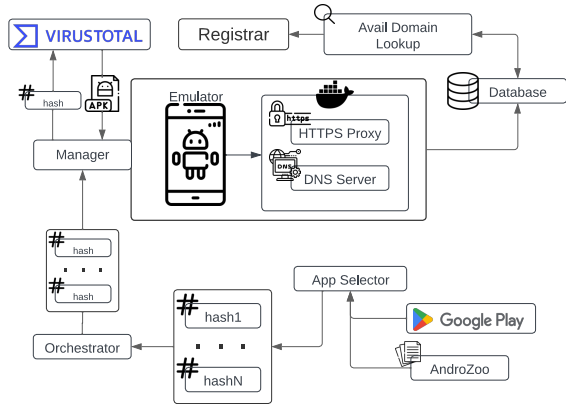 VIRUSTOTAL
Registrar
Avail Domain
Lookup
# hash
APK
Emulator
https
HTTPS Proxy
Database
Manager
DNS
DNS Server
# hash
. . .
# hash
App Selector
# hash1
. . .
# hashN
Google Play
Orchestrator
AndroZoo